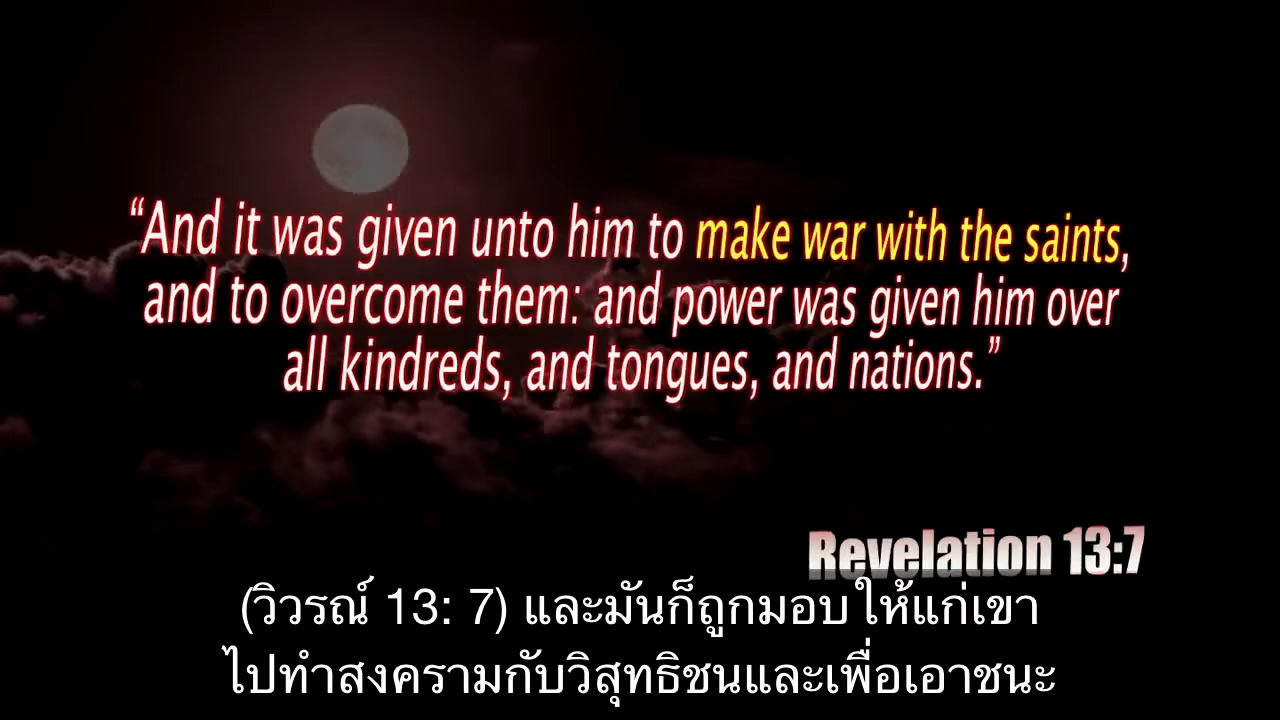 “And it was given unto him to make war with the saints,
and to overcome them: and power was given him over
all kindreds, and tongues, and nations.”
Revelation 13:7
(วิวรณ์ 13: 7) และมันก็ถูกมอบ ให้แก่เขา
ไปทำสงครามกับวิสุทธิชนและเพื่อเอาชนะ